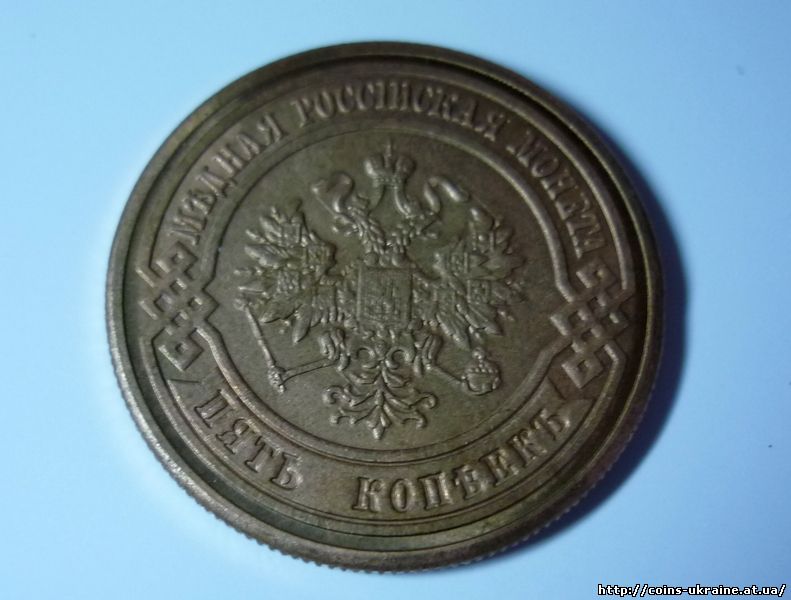 МѢДНАЯ РОССІЙСКАЯ МОНЕТА
ПЯТЬ КОПѢЕКЪ
http://coins-ukraine.at.ua/